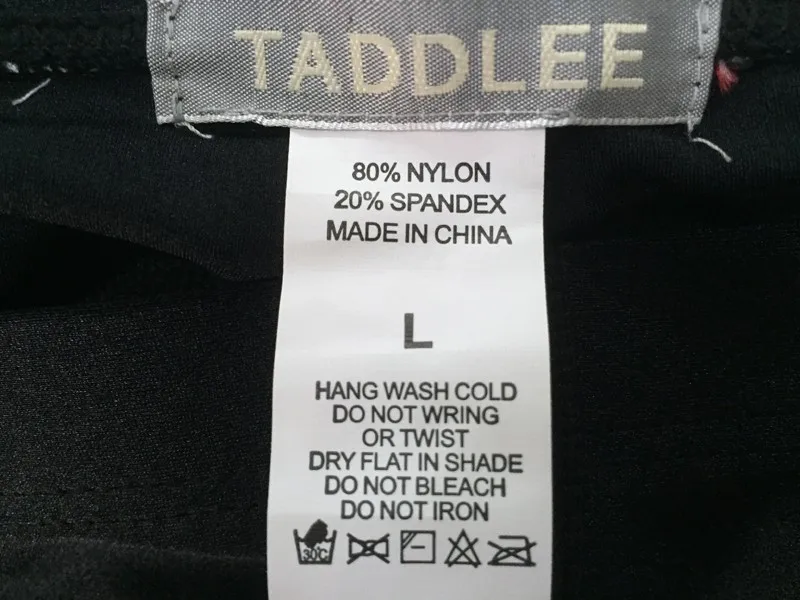 TADDLEE
80% NYLON
20% SPANDEX
MADE IN CHINA
L
HANG WASH COLD
DO NOT WRING
OR TWIST
DRY FLAT IN SHADE
DO NOT BLEACH
DO NOT IRON
30°C